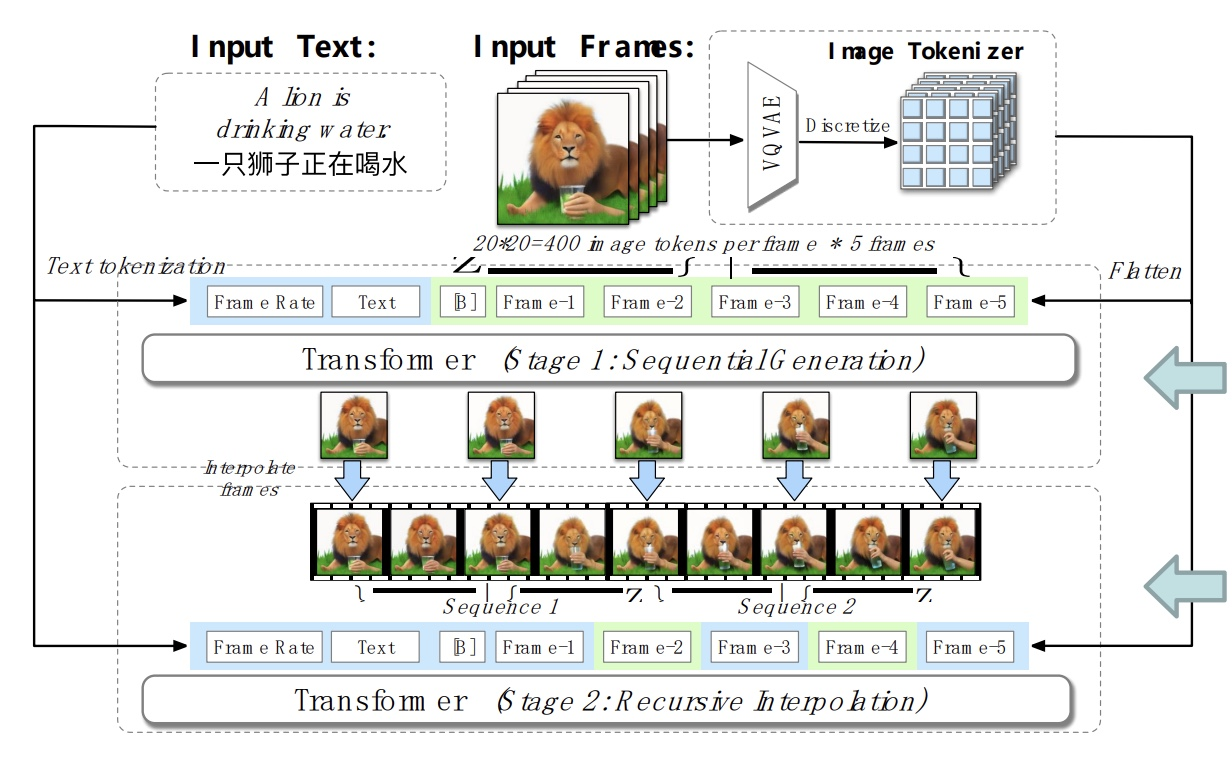 Input Text:
A lion is
drinking water.
一只狮子正在喝水
Input Frames:
Image Tokenizer
VQVAE
Discretize
20*20=400 image tokens per frame * 5 frames
Text tokenization
Flatten
Frame Rate Text [B] Frame-1 Frame-2 Frame-3 Frame-4 Frame-5
Transformer (Stage 1: Sequential Generation)
Interpolate
frames
Sequence 1
Sequence 2
Frame Rate Text [B] Frame-1 Frame-2 Frame-3 Frame-4 Frame-5
Transformer (Stage 2: Recursive Interpolation)